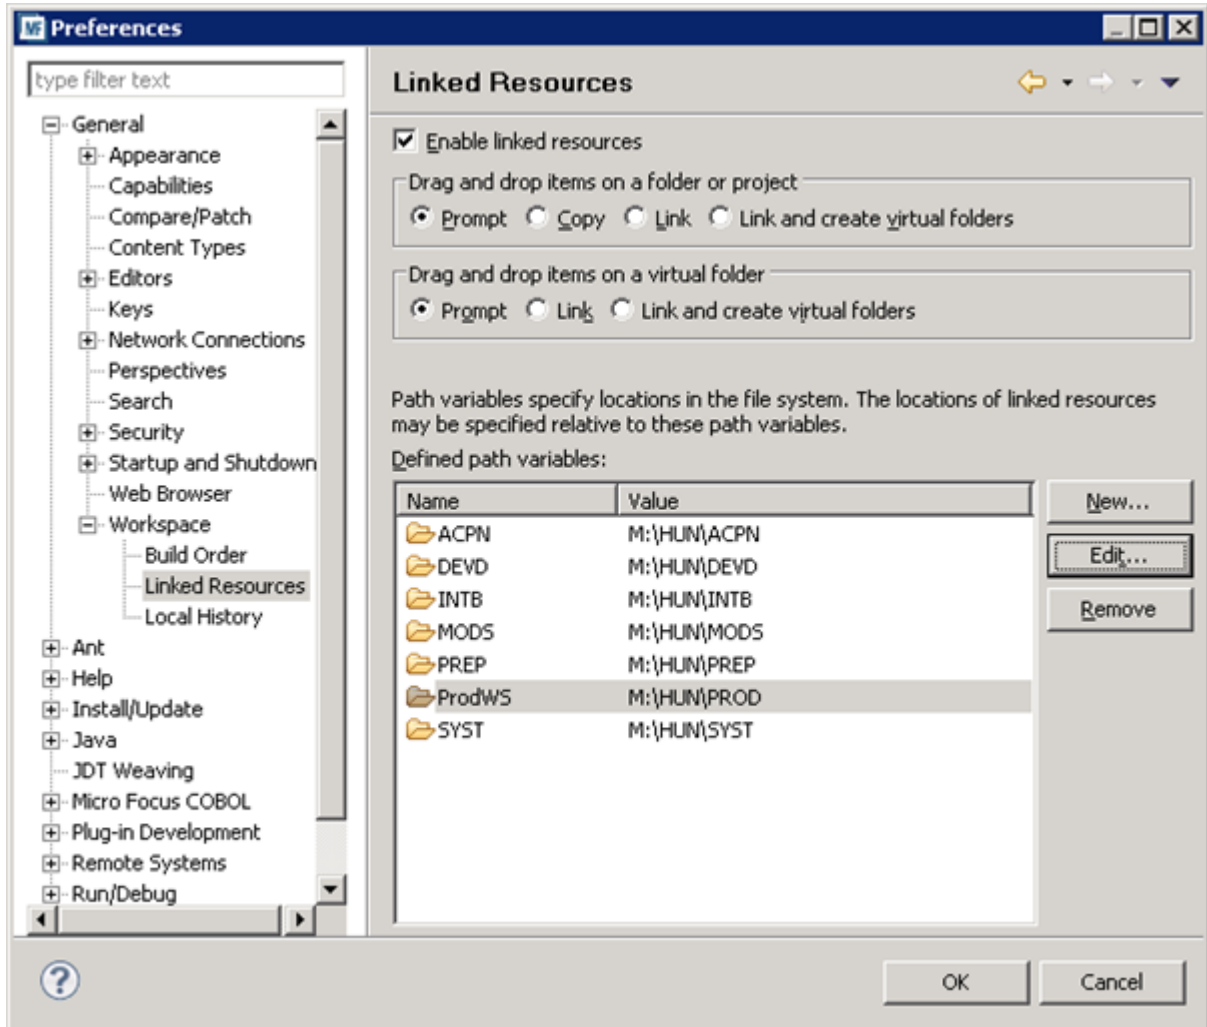 Preferences
type filter text
General
Appearance
Capabilities
Compare/Patch
Content Types
Editors
Keys
Network Connections
Perspectives
Search
Security
Startup and Shutdown
Web Browser
Workspace
Build Order
Linked Resources
Local History
Ant
Help
Install/Update
Java
JDT Weaving
Micro Focus COBOL
Plug-in Development
Remote Systems
Run/Debug
Linked Resources
Enable linked resources
Drag and drop items on a folder or project
Prompt Copy Link Link and create virtual folders
Drag and drop items on a virtual folder
Prompt Link Link and create virtual folders
Path variables specify locations in the file system. The locations of linked resources
may be specified relative to these path variables.
Defined path variables:
Name Value
ACPN M:\HUN\ACPN
DEVD M:\HUN\DEVD
INTB M:\HUN\INTB
MODS M:\HUN\MODS
PREP M:\HUN\PREP
ProdWS M:\HUN\PROD
SYST M:\HUN\SYST
New...
Edit...
Remove
?
OK Cancel